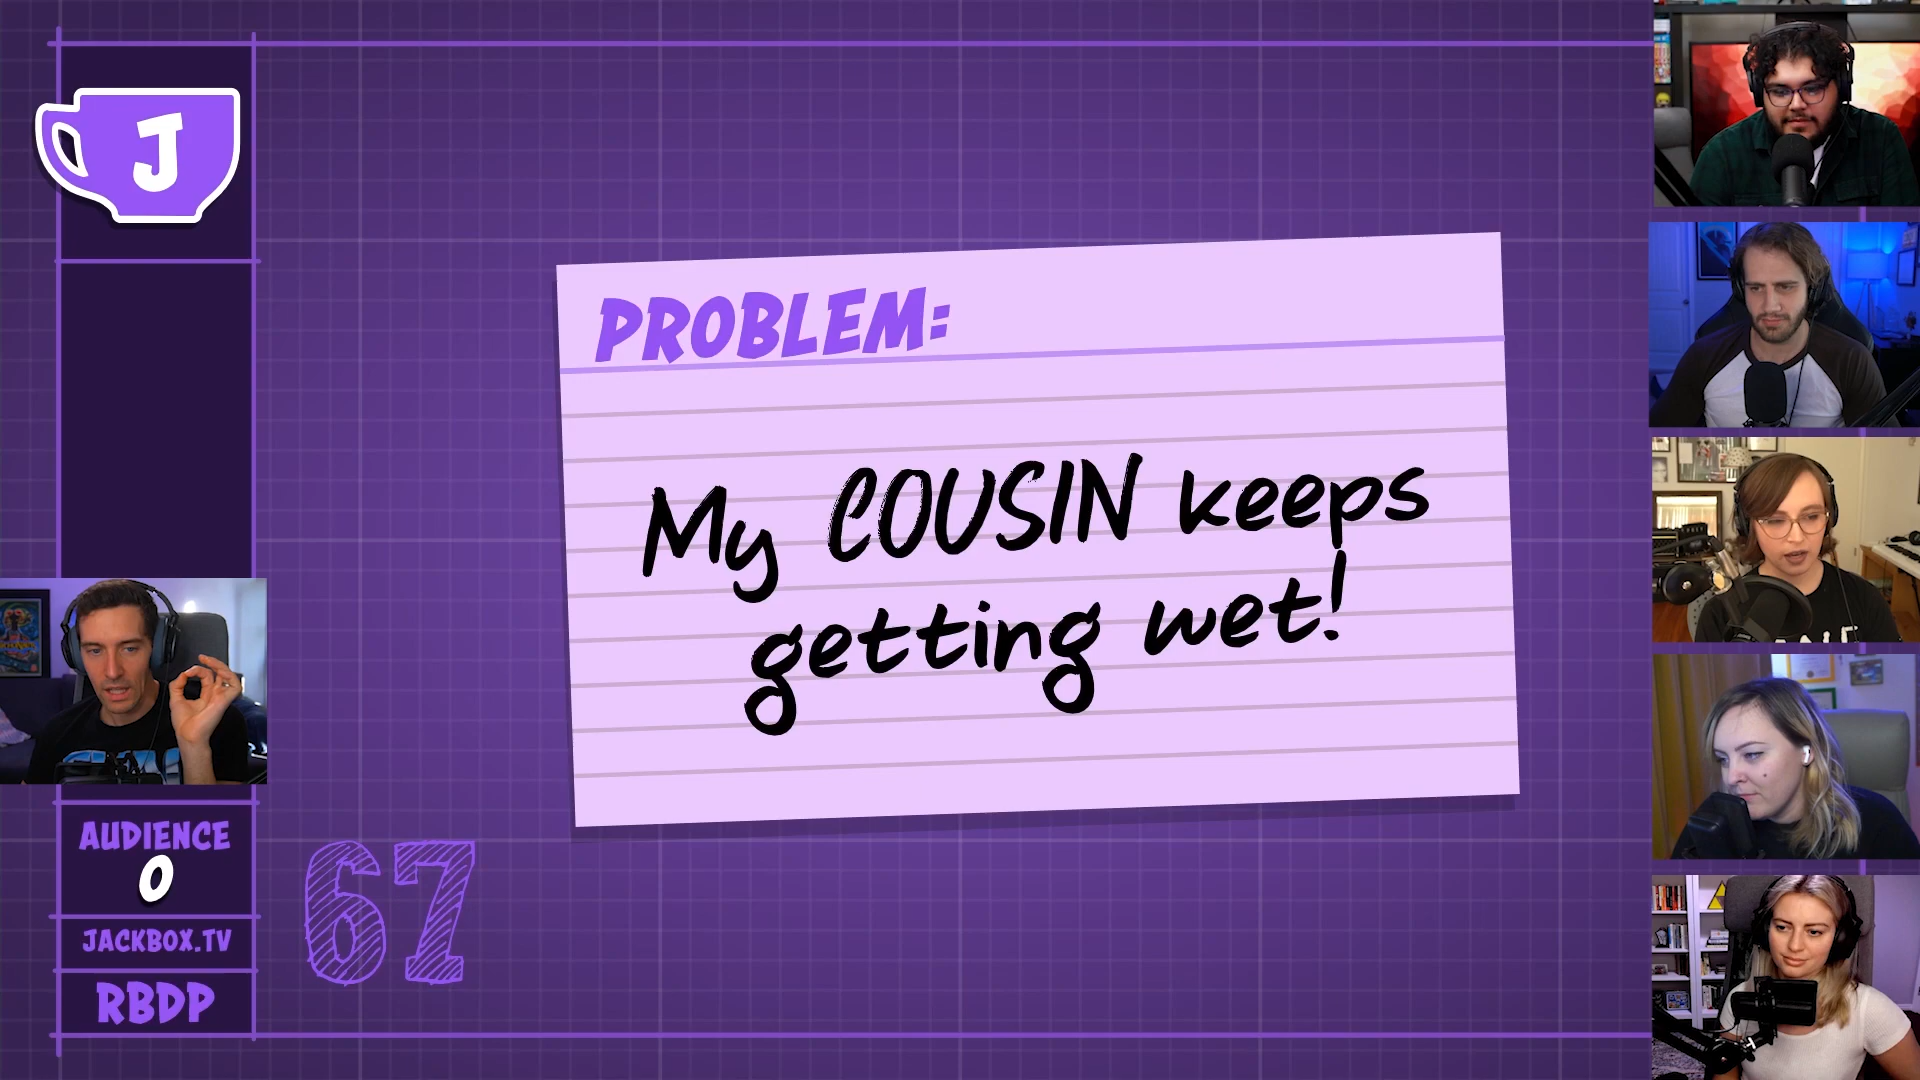 J
PROBLEM:
My COUSIN keeps
getting wet!
AUDIENCE
0
JACKBOX.TV
RBDP
67